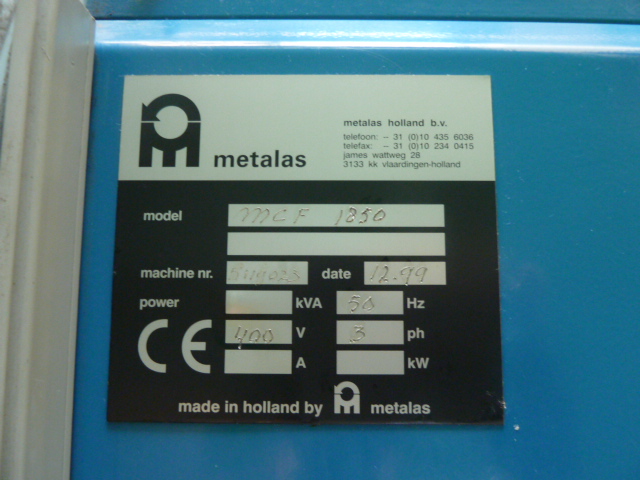 metalas
metalas holland b.v.
telefoon: – 31 (0)10 435 6036
telefax: – 31 (0)10 234 0415
james wattweg 28
3133 kk vlaardingen-holland
model MCF 1850
machine nr. date 12.99
power kVA 50 Hz
CE 400 V 3 ph
A kW
made in holland by metalas